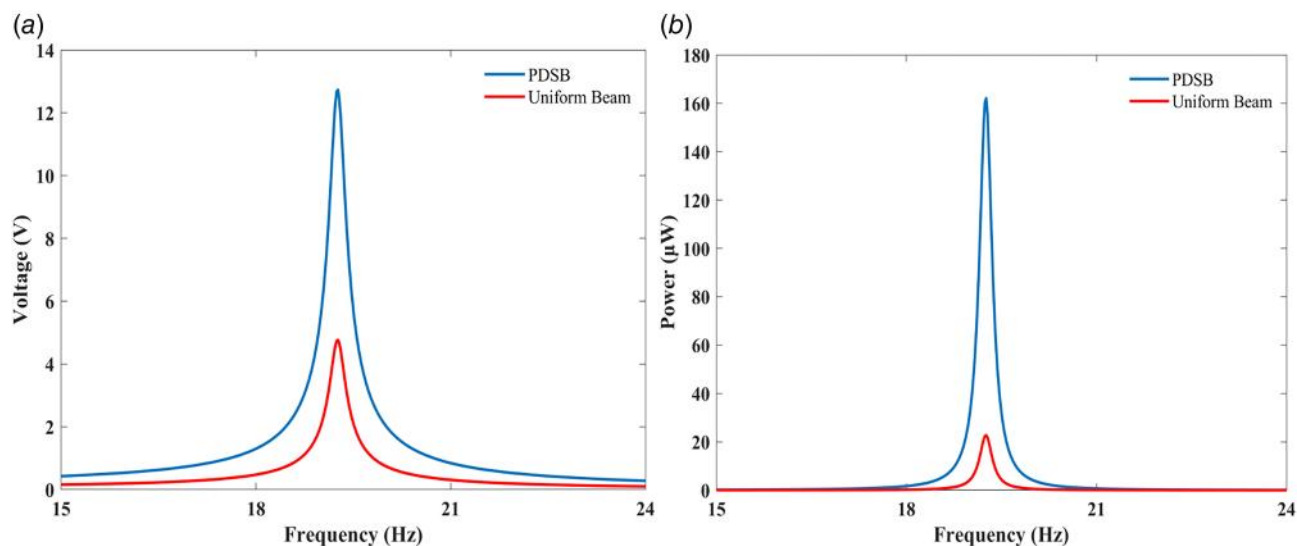 (a)
14
12
10
8
6
4
2
0
Voltage (V)
PDSB
Uniform Beam
15 18 21 24
Frequency (Hz)
(b)
180
160
140
120
100
80
60
40
20
0
Power (µW)
PDSB
Uniform Beam
15 18 21 24
Frequency (Hz)